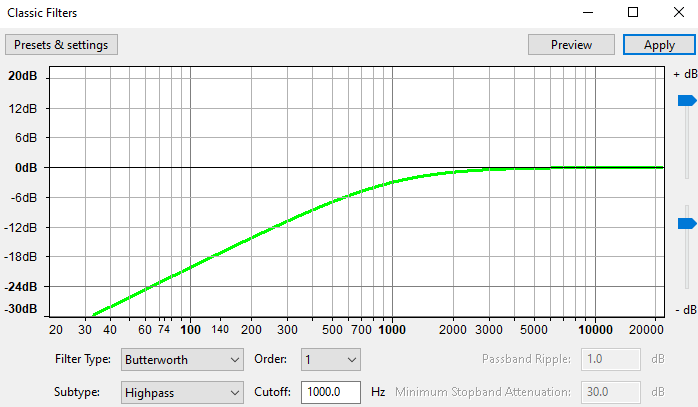 Classic Filters
Presets & settings Preview Apply
20dB + dB
12dB
6dB
0dB
-6dB
-12dB
-18dB
-24dB
-30dB - dB
20 30 40 60 74 100 140 200 300 500 700 1000 2000 3000 5000 10000 20000
Filter Type: Butterworth Order: 1 Passband Ripple: 1.0 dB
Subtype: Highpass Cutoff: 1000.0 Hz Minimum Stopband Attenuation: 30.0 dB